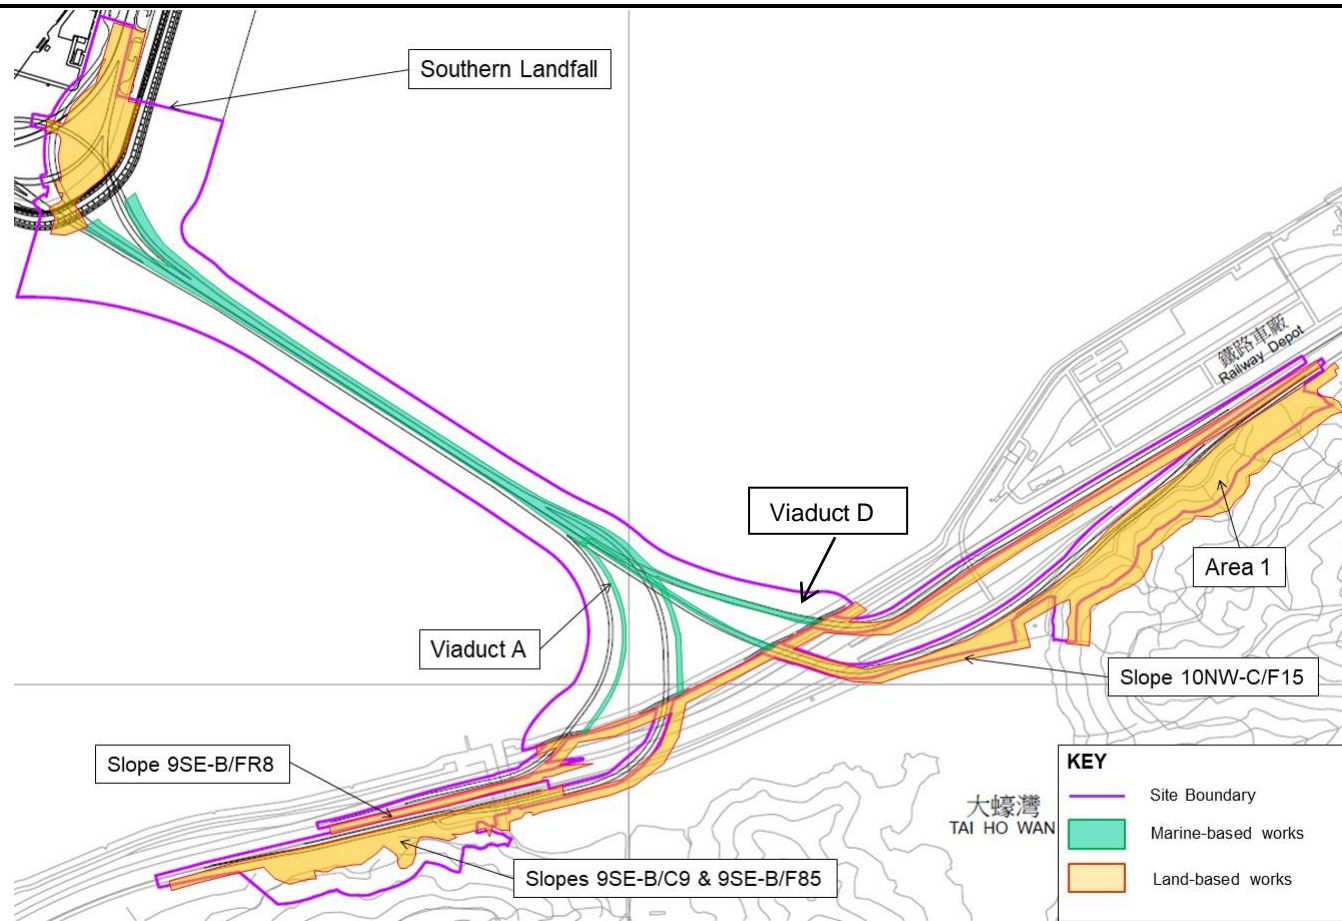 Southern Landfall
鐵路車廠
Railway Depot
Viaduct D
Area 1
Viaduct A
Slope 10NW-C/F15
Slope 9SE-B/FR8
大蠔灣
TAI HO WAN
Slopes 9SE-B/C9 & 9SE-B/F85
KEY
Site Boundary
Marine-based works
Land-based works